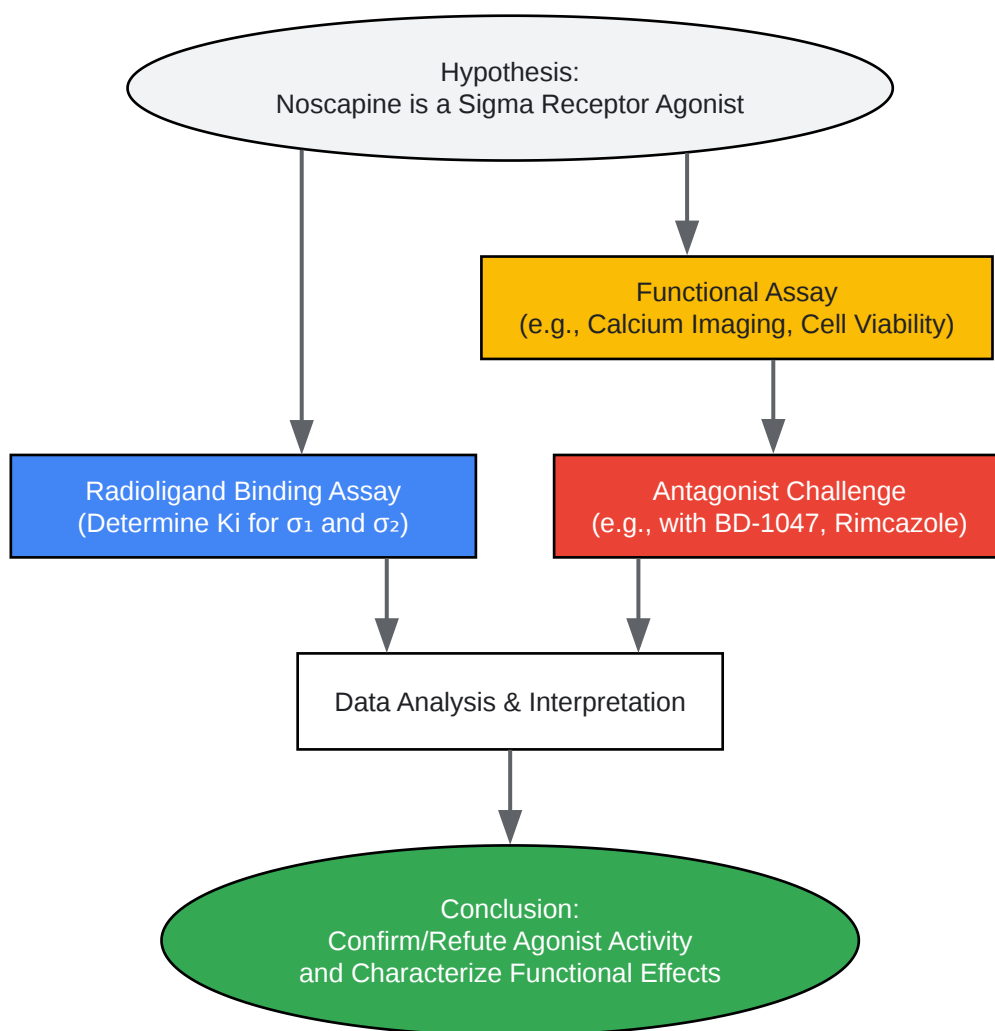 Hypothesis:
Noscapine is a Sigma Receptor Agonist
Functional Assay
(e.g., Calcium Imaging, Cell Viability)
Radioligand Binding Assay
(Determine Ki for σ₁ and σ₂)
Antagonist Challenge
(e.g., with BD-1047, Rimcazole)
Data Analysis & Interpretation
Conclusion:
Confirm/Refute Agonist Activity
and Characterize Functional Effects